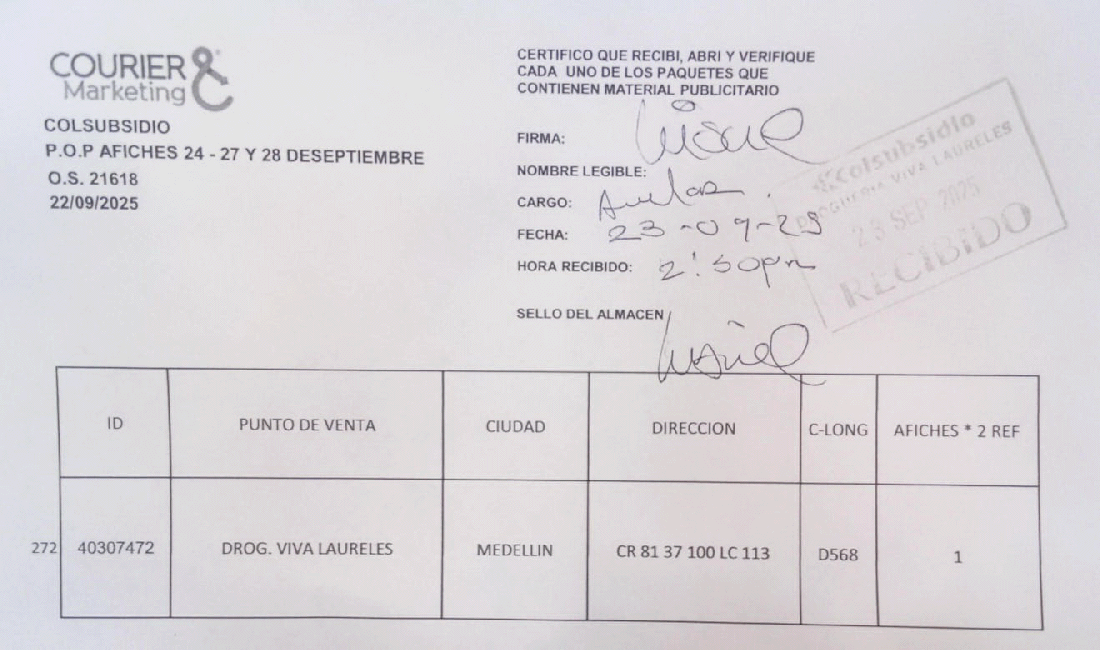 COURIER &
Marketing
COLSUBSIDIO
P.O.P AFICHES 24 - 27 Y 28 DESEPTIEMBRE
O.S. 21618
22/09/2025
CERTIFICO QUE RECIBI, ABRI Y VERIFIQUE
CADA UNO DE LOS PAQUETES QUE
CONTIENEN MATERIAL PUBLICITARIO
FIRMA:
NOMBRE LEGIBLE:
CARGO:
FECHA: 23-09-25
HORA RECIBIDO: 2:50pm
SELLO DEL ALMACEN
Colsubsidio
DROGUERIA VIVA LAURELES
23 SEP 2025
RECIBIDO
ID PUNTO DE VENTA CIUDAD DIRECCION C-LONG AFICHES * 2 REF
272 40307472 DROG. VIVA LAURELES MEDELLIN CR 81 37 100 LC 113 D568 1